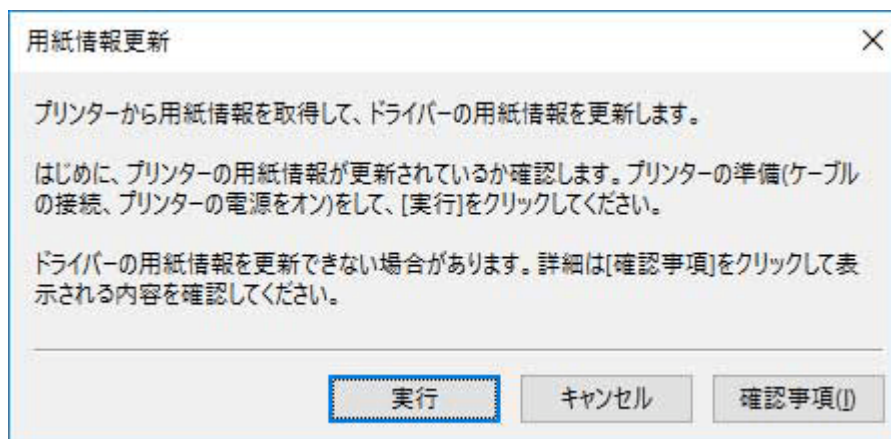 用紙情報更新
プリンターから用紙情報を取得して、ドライバーの用紙情報を更新します。
はじめに、プリンターの用紙情報が更新されているか確認します。プリンターの準備(ケーブル
の接続、プリンターの電源をオン)をして、[実行]をクリックしてください。
ドライバーの用紙情報を更新できない場合があります。詳細は[確認事項]をクリックして表
示される内容を確認してください。
実行 キャンセル 確認事項(I)